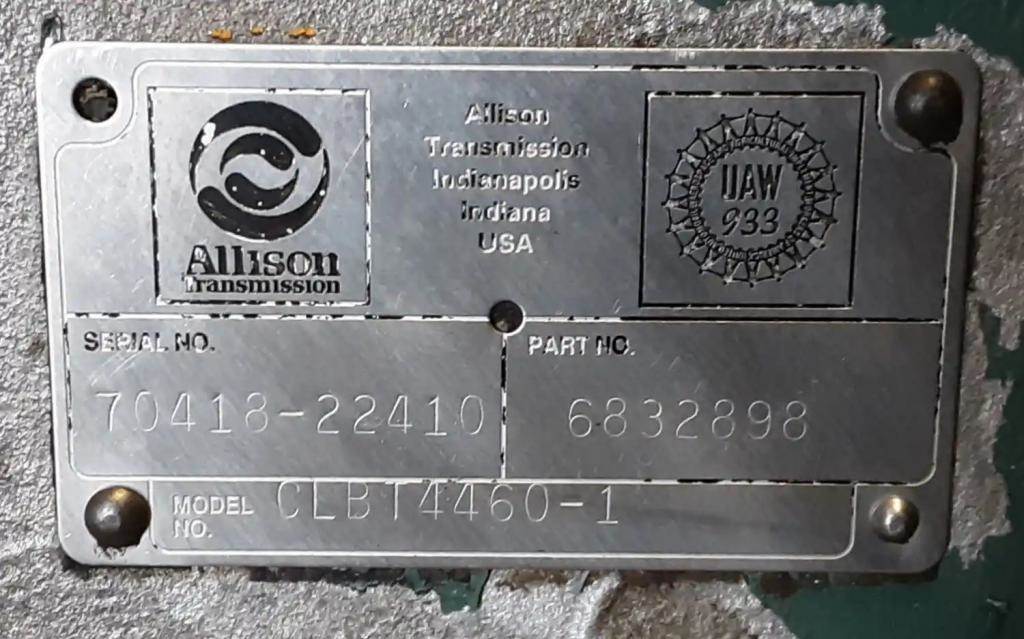 Allison
Transmission
Allison
Transmission
Indianapolis
Indiana
USA
UAW
933
SERIAL NO.
70418-22410
PART NO.
6832898
MODEL
NO.
CLBT4460-1